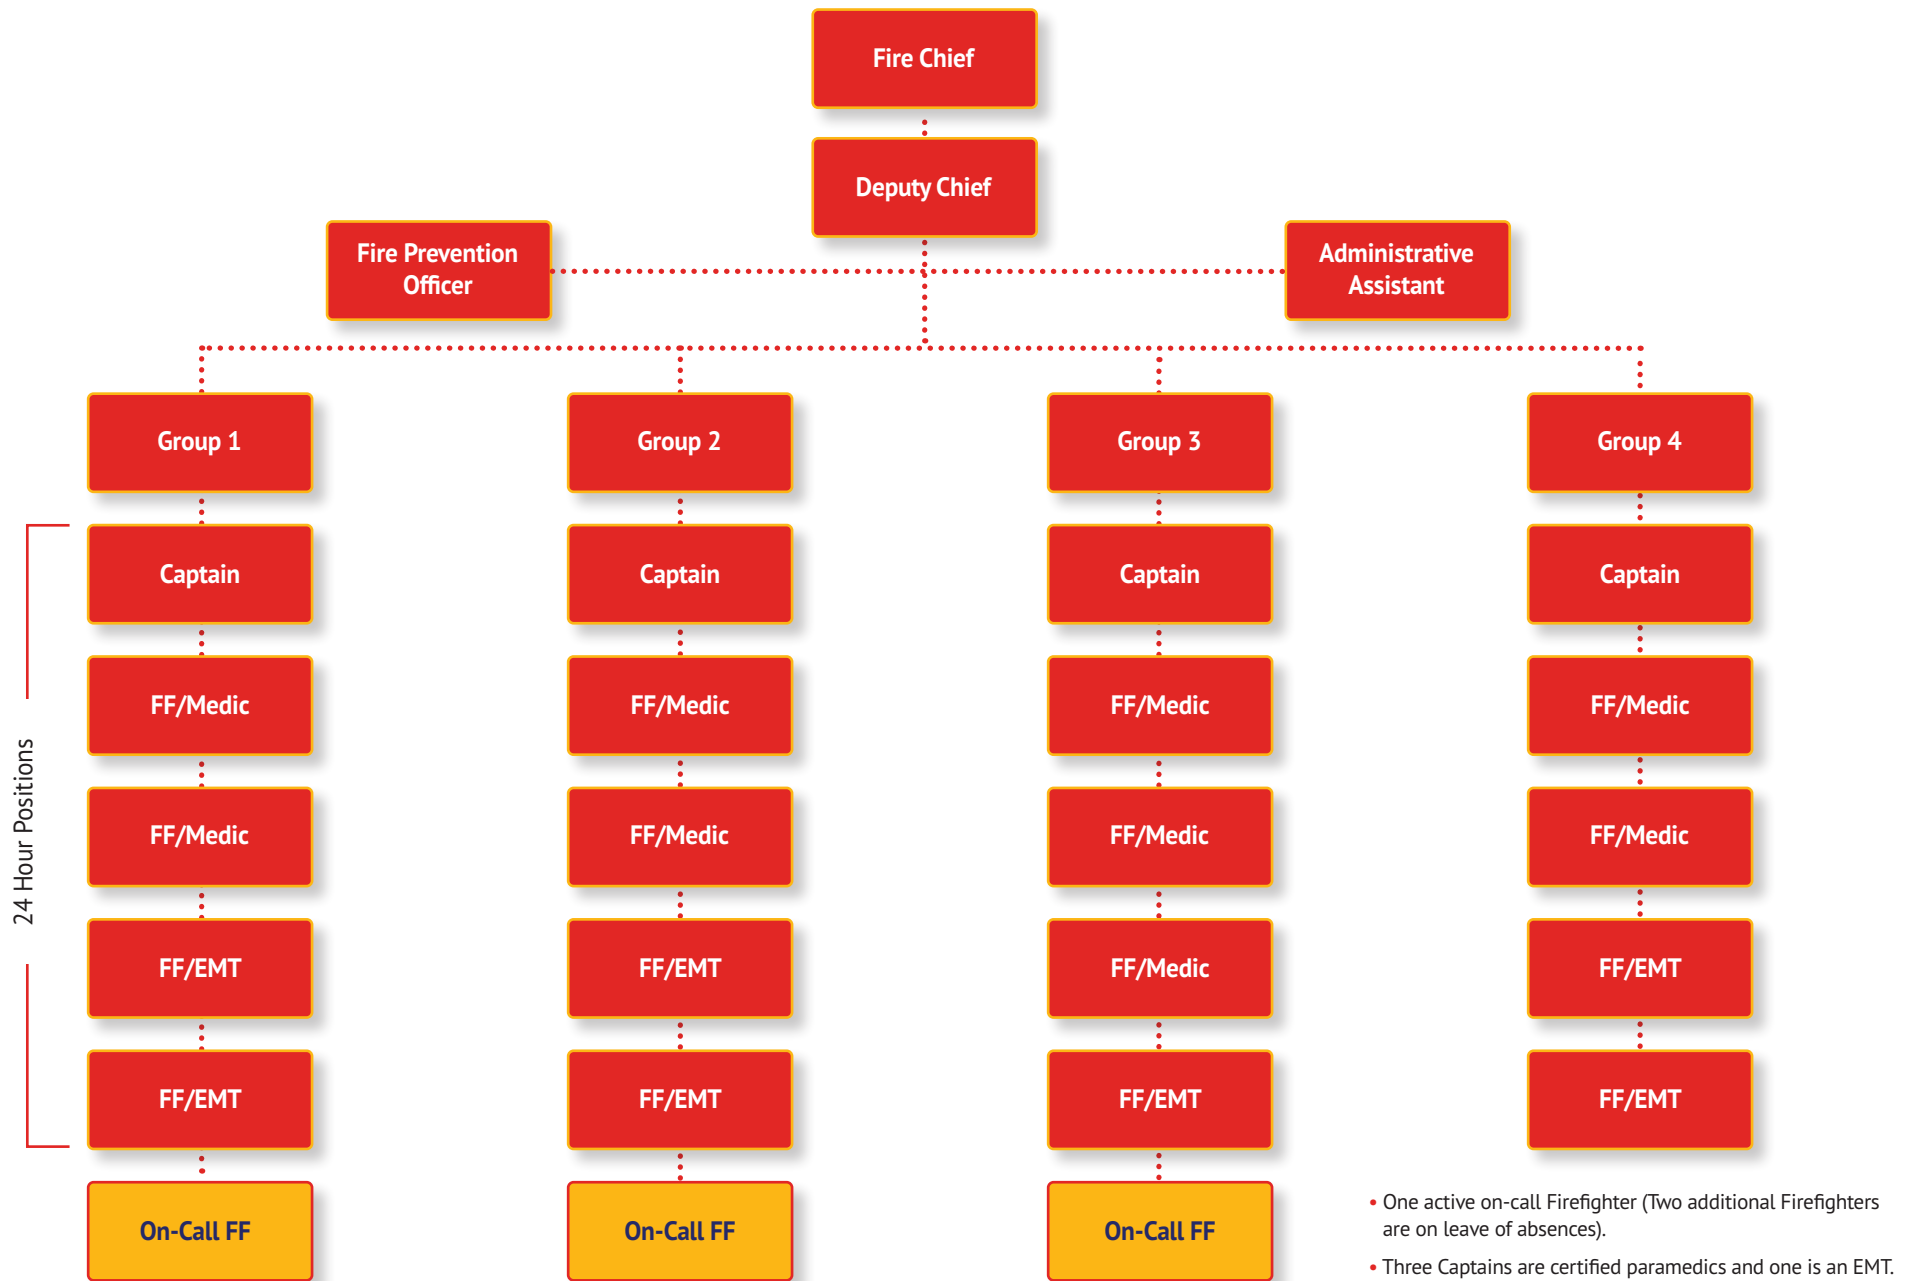 Fire Chief
Deputy Chief
Fire Prevention
Officer
Administrative
Assistant
Group 1
Group 2
Group 3
Group 4
24 Hour Positions
Captain
Captain
Captain
Captain
FF/Medic
FF/Medic
FF/Medic
FF/Medic
FF/Medic
FF/Medic
FF/Medic
FF/Medic
FF/EMT
FF/EMT
FF/Medic
FF/EMT
FF/EMT
FF/EMT
FF/EMT
FF/EMT
On-Call FF
On-Call FF
On-Call FF
• One active on-call Firefighter (Two additional Firefighters
are on leave of absences).
• Three Captains are certified paramedics and one is an EMT.